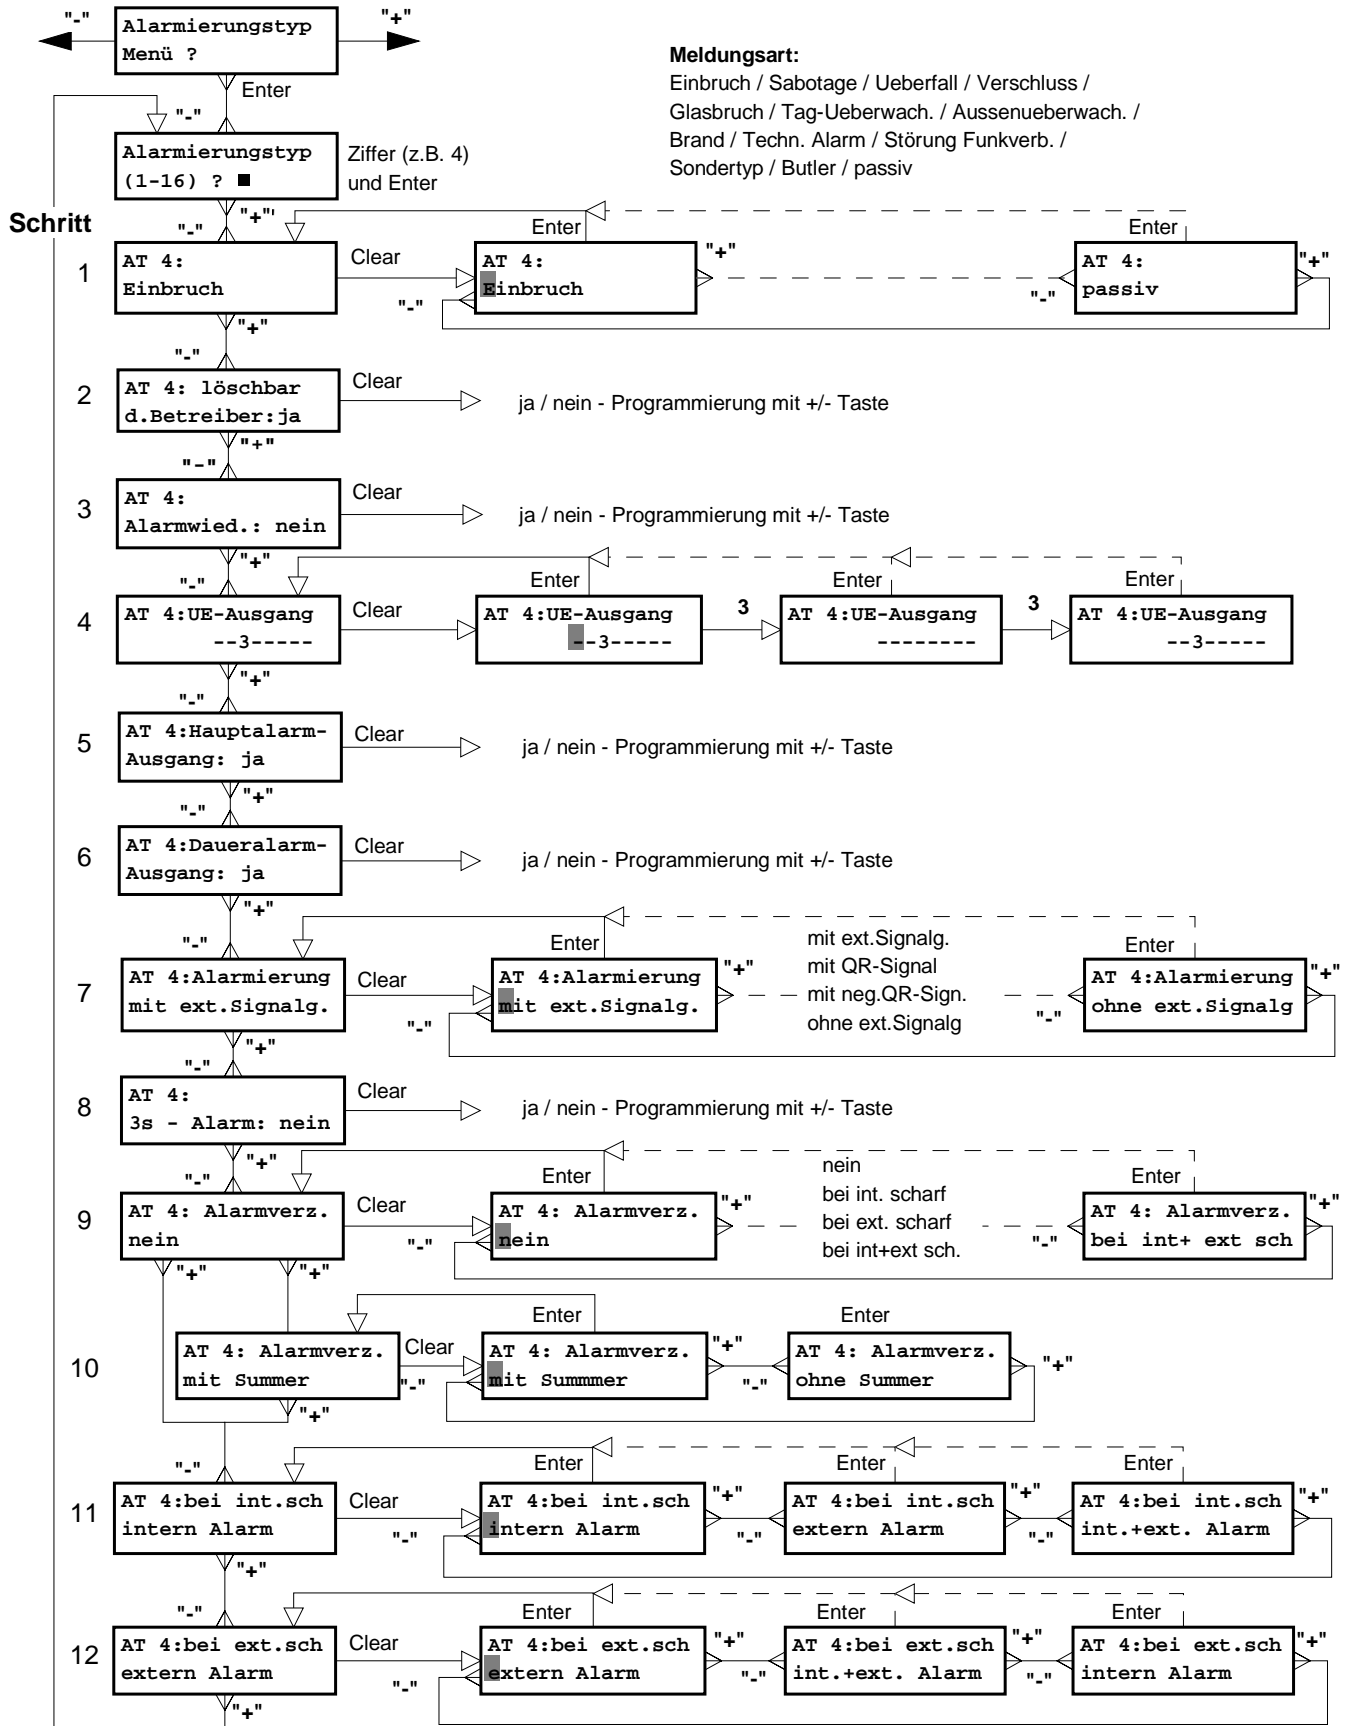 "-"
Alarmierungstyp
Menü ?
"+"
Enter
Meldungsart:
Einbruch / Sabotage / Ueberfall / Verschluss /
Glasbruch / Tag-Ueberwach. / Aussenueberwach. /
Brand / Techn. Alarm / Störung Funkverb. /
Sondertyp / Butler / passiv
"-"
Alarmierungstyp
(1-16) ? ■
Ziffer (z.B. 4)
und Enter
Schritt
"+"'
"-"
1
AT 4:
Einbruch
Clear
Enter
AT 4:
Einbruch
"+"
"-"
Enter
AT 4:
passiv
"+"
"-"
"+"
"-"
2
AT 4: löschbar
d.Betreiber:ja
Clear
ja / nein - Programmierung mit +/- Taste
"+"
"-"
3
AT 4:
Alarmwied.: nein
Clear
ja / nein - Programmierung mit +/- Taste
"+"
"-"
4
AT 4:UE-Ausgang
--3-----
Clear
Enter
AT 4:UE-Ausgang
--3-----
3
Enter
AT 4:UE-Ausgang
--------
3
Enter
AT 4:UE-Ausgang
--3-----
"+"
"-"
5
AT 4:Hauptalarm-
Ausgang: ja
Clear
ja / nein - Programmierung mit +/- Taste
"+"
"-"
6
AT 4:Daueralarm-
Ausgang: ja
Clear
ja / nein - Programmierung mit +/- Taste
"+"
"-"
7
AT 4:Alarmierung
mit ext.Signalg.
Clear
"-"
Enter
AT 4:Alarmierung
mit ext.Signalg.
"+"
mit ext.Signalg.
mit QR-Signal
mit neg.QR-Sign.
ohne ext.Signalg
Enter
AT 4:Alarmierung
ohne ext.Signalg
"+"
"-"
"+"
"-"
8
AT 4:
3s - Alarm: nein
Clear
ja / nein - Programmierung mit +/- Taste
"+"
"-"
9
AT 4: Alarmverz.
nein
Clear
"-"
Enter
AT 4: Alarmverz.
nein
"+"
nein
bei int. scharf
bei ext. scharf
bei int+ext sch.
Enter
AT 4: Alarmverz.
bei int+ ext sch
"+"
"-"
"+"
"+"
10
AT 4: Alarmverz.
mit Summer
Clear
"-"
Enter
AT 4: Alarmverz.
mit Summmer
"+"
"-"
Enter
AT 4: Alarmverz.
ohne Summer
"+"
"+"
"-"
11
AT 4:bei int.sch
intern Alarm
Clear
"-"
Enter
AT 4:bei int.sch
intern Alarm
"+"
"-"
Enter
AT 4:bei int.sch
extern Alarm
"+"
"-"
Enter
AT 4:bei int.sch
int.+ext. Alarm
"+"
"+"
"-"
12
AT 4:bei ext.sch
extern Alarm
Clear
"-"
Enter
AT 4:bei ext.sch
extern Alarm
"+"
"-"
Enter
AT 4:bei ext.sch
int.+ext. Alarm
"+"
"-"
Enter
AT 4:bei ext.sch
intern Alarm
"+"
"+"